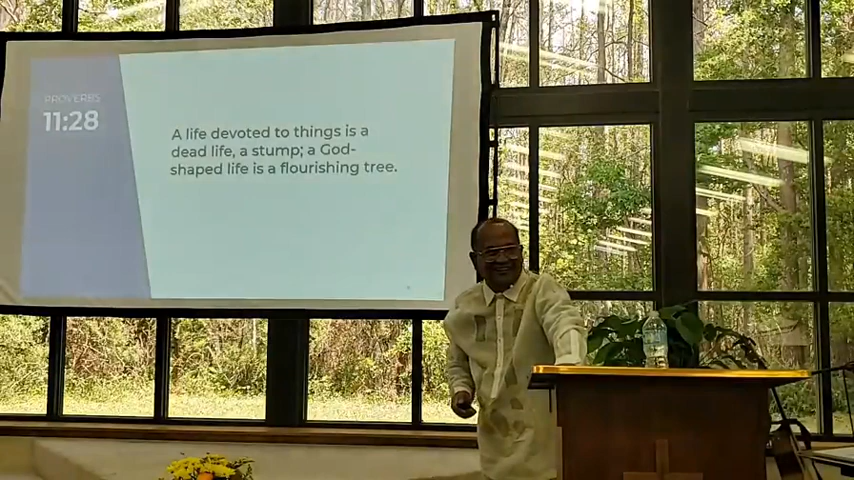 PROVERBS
11:28
A life devoted to things is a
dead life, a stump; a God-
shaped life is a flourishing tree.